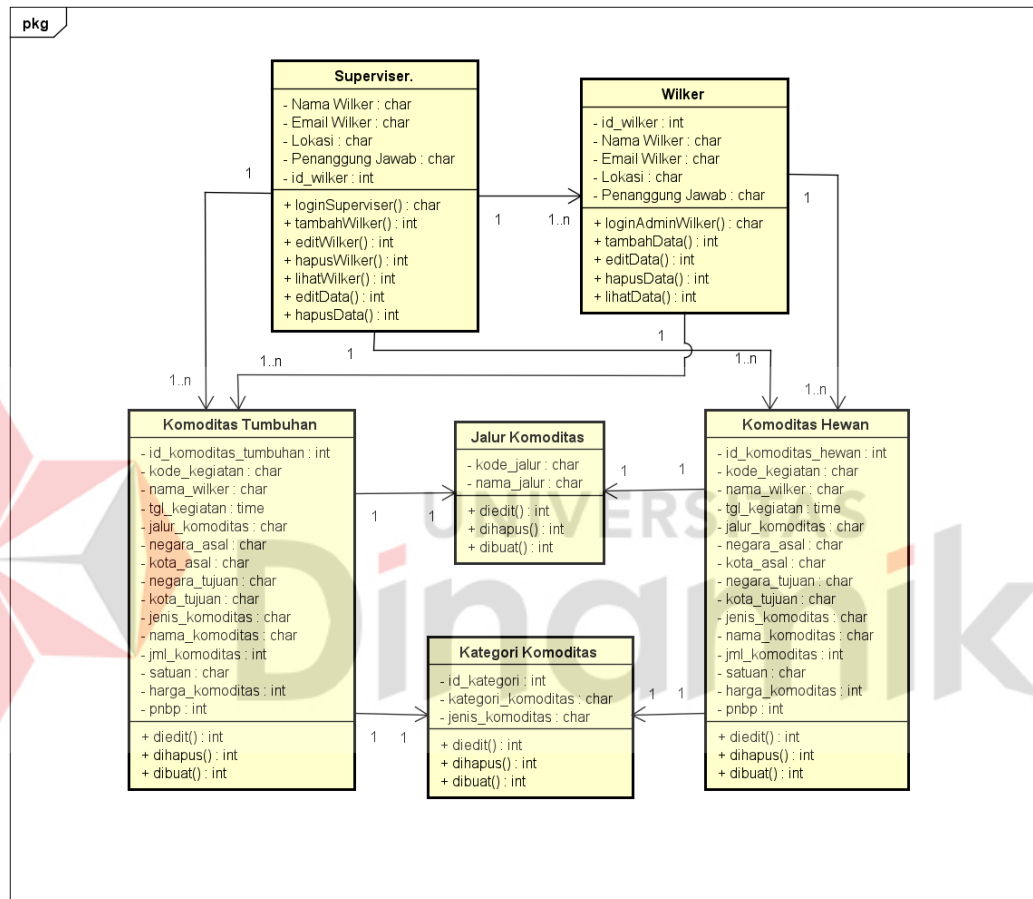 pkg
Superviser.
- Nama Wilker : char
- Email Wilker : char
- Lokasi : char
- Penanggung Jawab : char
- id_wilker : int
+ loginSuperviser() : char
+ tambahWilker() : int
+ editWilker() : int
+ hapusWilker() : int
+ lihatWilker() : int
+ editData() : int
+ hapusData() : int
Wilker
- id_wilker : int
- Nama Wilker : char
- Email Wilker : char
- Lokasi : char
- Penanggung Jawab : char
+ loginAdminWilker() : char
+ tambahData() : int
+ editData() : int
+ hapusData() : int
+ lihatData() : int
1
1
1..n
1
1
1
1..n
1..n
1..n
1..n
Komoditas Tumbuhan
- id_komoditas_tumbuhan : int
- kode_kegiatan : char
- nama_wilker : char
- tgl_kegiatan : time
- jalur_komoditas : char
- negara_asal : char
- kota_asal : char
- negara_tujuan : char
- kota_tujuan : char
- jenis_komoditas : char
- nama_komoditas : char
- jml_komoditas : int
- satuan : char
- harga_komoditas : int
- pnbp : int
+ diedit() : int
+ dihapus() : int
+ dibuat() : int
Jalur Komoditas
- kode_jalur : char
- nama_jalur : char
+ diedit() : int
+ dihapus() : int
+ dibuat() : int
1
1
1
1
Kategori Komoditas
- id_kategori : int
- kategori_komoditas : char
- jenis_komoditas : char
+ diedit() : int
+ dihapus() : int
+ dibuat() : int
1
1
1
1
Komoditas Hewan
- id_komoditas_hewan : int
- kode_kegiatan : char
- nama_wilker : char
- tgl_kegiatan : time
- jalur_komoditas : char
- negara_asal : char
- kota_asal : char
- negara_tujuan : char
- kota_tujuan : char
- jenis_komoditas : char
- nama_komoditas : char
- jml_komoditas : int
- satuan : char
- harga_komoditas : int
- pnbp : int
+ diedit() : int
+ dihapus() : int
+ dibuat() : int
UNIVERSITAS
Dinamik